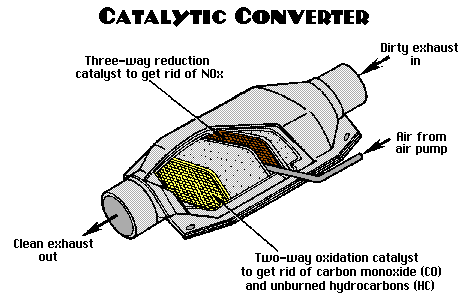 CATALYTIC CONVERTER
Dirty exhaust
in
Three-way reduction
catalyst to get rid of NOx
Air from
air pump
Clean exhaust
out
Two-way oxidation catalyst
to get rid of carbon monoxide (CO)
and unburned hydrocarbons (HC)